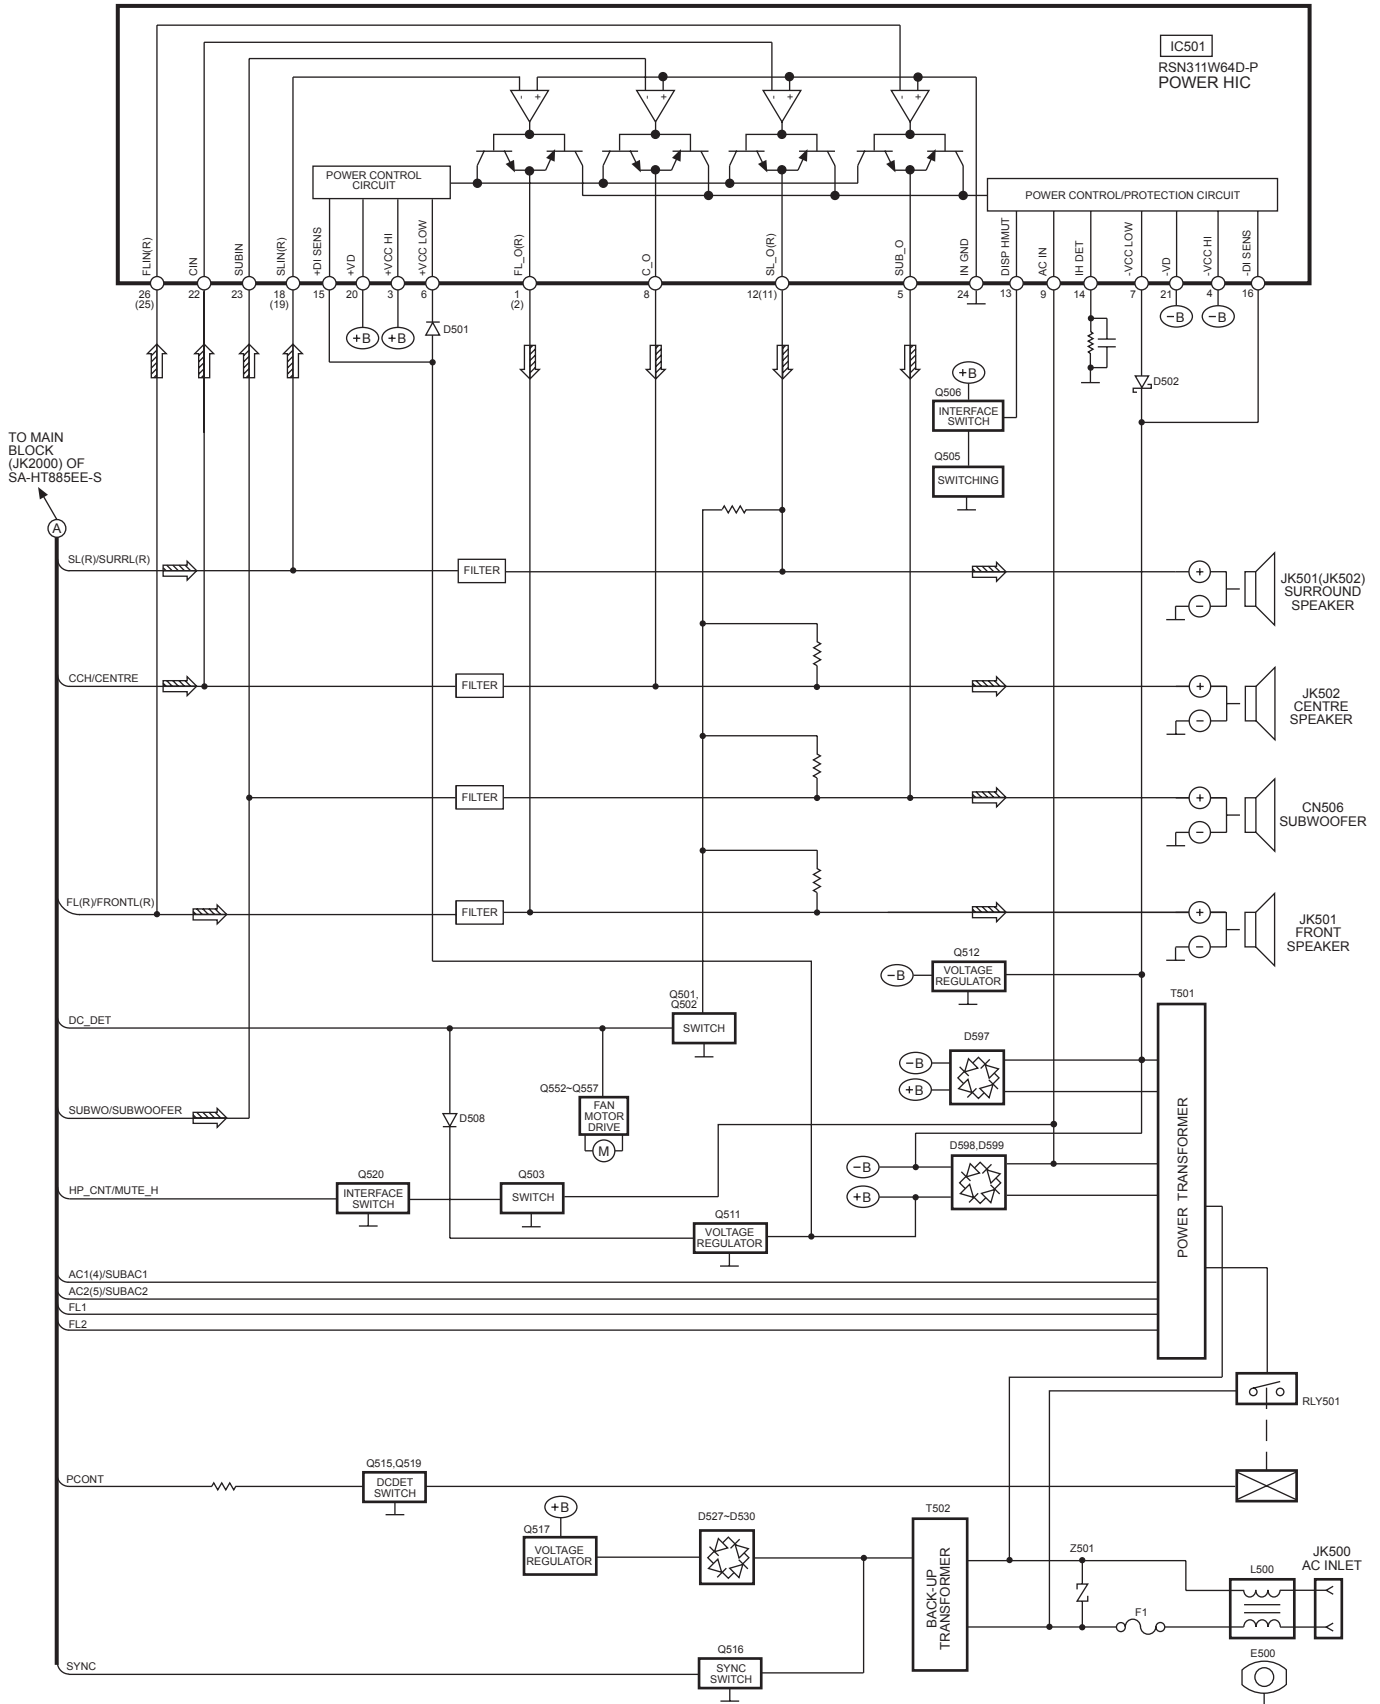 IC501
RSN311W64D-P
POWER HIC
- +
- +
- +
- +
POWER CONTROL
CIRCUIT
POWER CONTROL/PROTECTION CIRCUIT
FLIN(R)
CIN
SUBIN
SLIN(R)
+DI SENS
+VD
+VCC HI
+VCC LOW
FL_O(R)
C_O
SL_O(R)
SUB_O
IN GND
DISP HMUT
AC IN
IH DET
-VCC LOW
-VD
-VCC HI
-DI SENS
26 22 23 18 15 20 3 6 1 8 12(11) 5 24 13 9 14 7 21 4 16
(25) (19) (2)
+B +B D501
-B -B
+B
D502
Q506
INTERFACE
SWITCH
Q505
SWITCHING
TO MAIN
BLOCK
(JK2000) OF
SA-HT885EE-S
A
SL(R)/SURRL(R)
FILTER
+
-
JK501(JK502)
SURROUND
SPEAKER
CCH/CENTRE
FILTER
+
-
JK502
CENTRE
SPEAKER
FILTER
+
-
CN506
SUBWOOFER
FL(R)/FRONTL(R)
FILTER
+
-
JK501
FRONT
SPEAKER
Q512
-B
VOLTAGE
REGULATOR
Q501,
Q502
SWITCH
DC_DET
T501
POWER TRANSFORMER
D597
-B
+B
Q552~Q557
FAN
MOTOR
DRIVE
M
D508
SUBWO/SUBWOOFER
D598,D599
-B
+B
HP_CNT/MUTE_H
Q520
INTERFACE
SWITCH
Q503
SWITCH
Q511
VOLTAGE
REGULATOR
AC1(4)/SUBAC1
AC2(5)/SUBAC2
FL1
FL2
RLY501
PCONT
Q515,Q519
DCDET
SWITCH
+B
Q517
VOLTAGE
REGULATOR
D527~D530
T502
BACK-UP
TRANSFORMER
Z501
F1
L500
JK500
AC INLET
E500
SYNC
Q516
SYNC
SWITCH